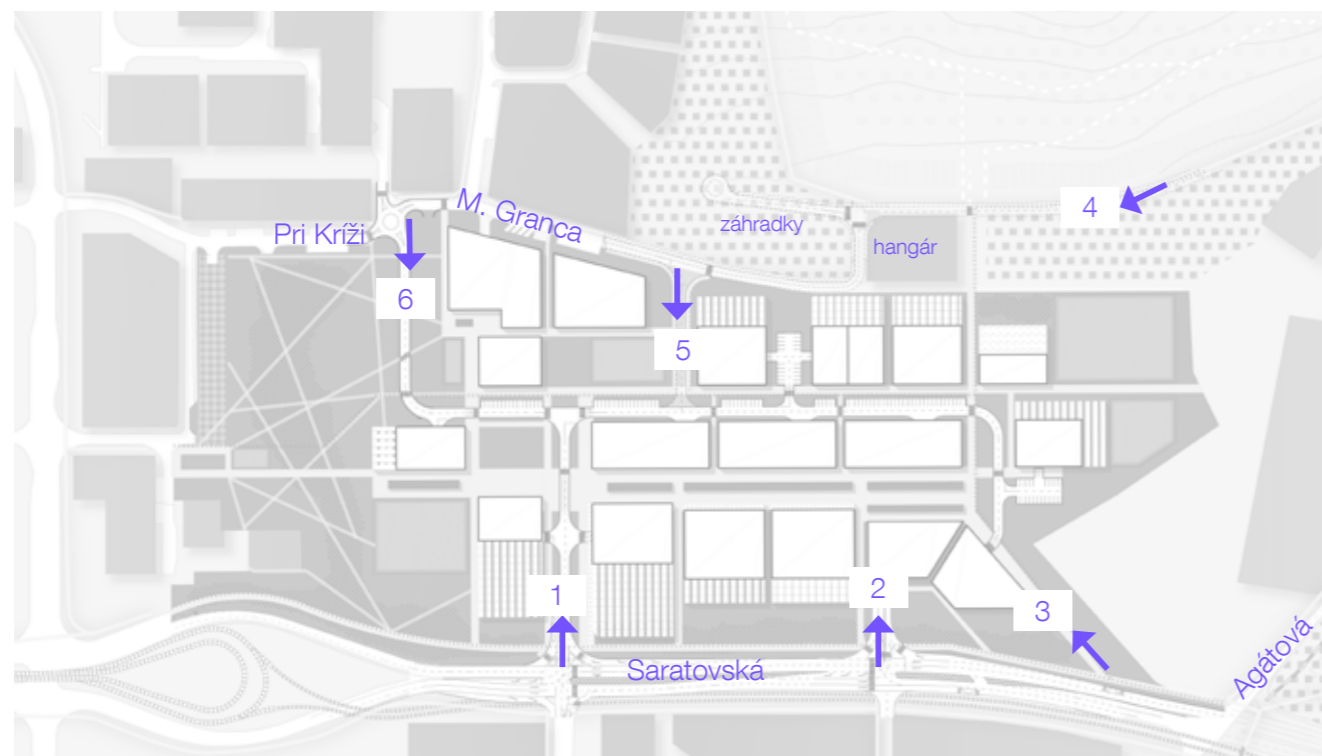 M. Granca
Pri Kríži
záhradky
4
hangár
6
5
1
2
3
Saratovská
Agátová